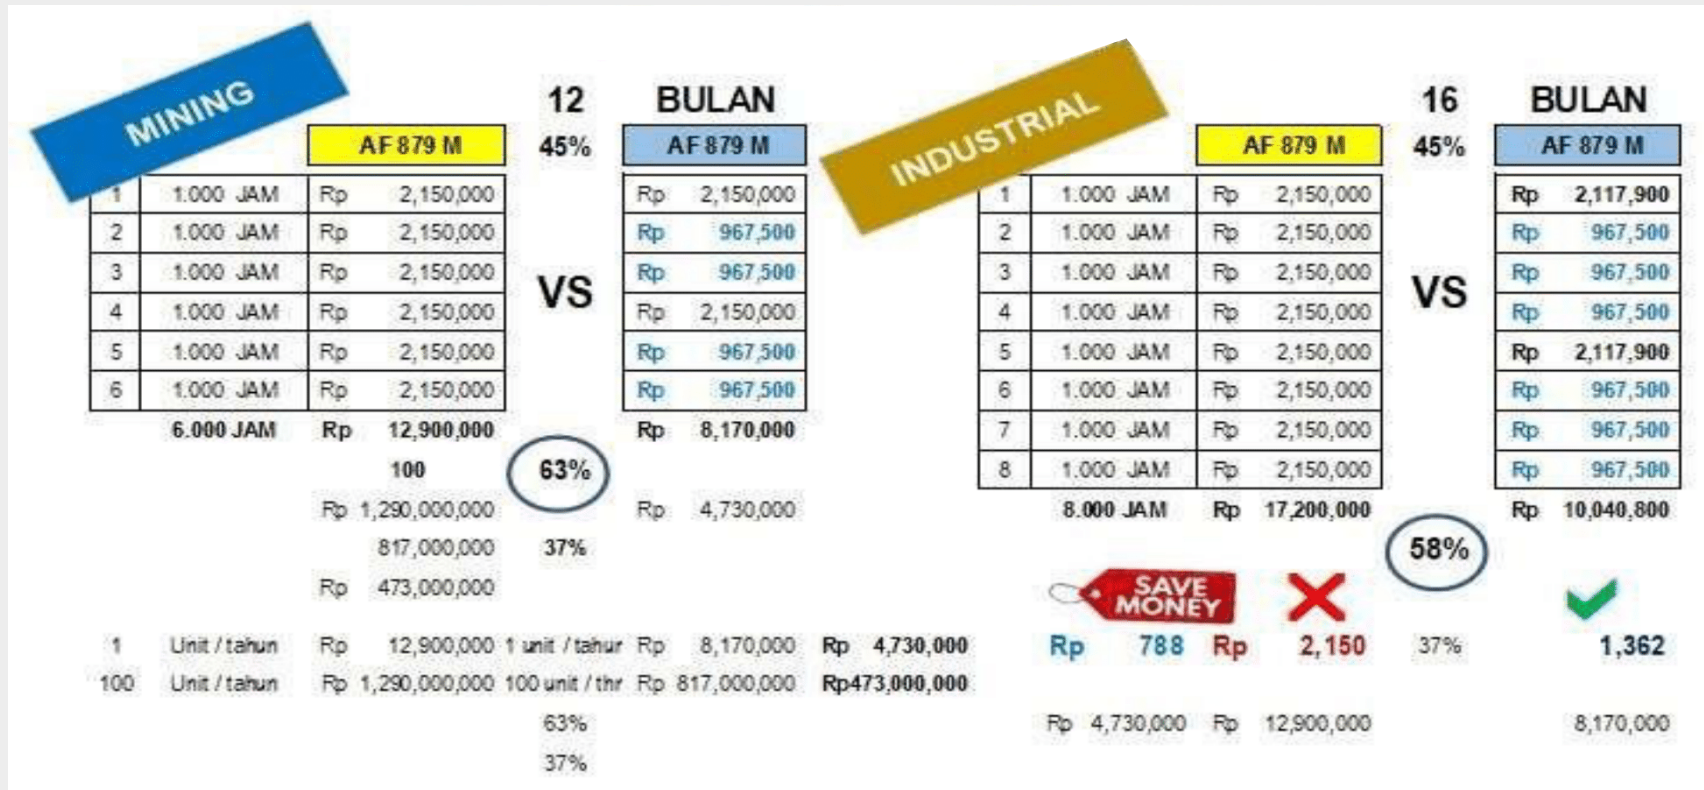 MINING
12 BULAN
AF 879 M 45% AF 879 M
1 1.000 JAM Rp 2,150,000 Rp 2,150,000
2 1.000 JAM Rp 2,150,000 Rp 967,500
3 1.000 JAM Rp 2,150,000 Rp 967,500
VS
4 1.000 JAM Rp 2,150,000 Rp 2,150,000
5 1.000 JAM Rp 2,150,000 Rp 967,500
6 1.000 JAM Rp 2,150,000 Rp 967,500
6.000 JAM Rp 12,900,000 Rp 8,170,000
100 63%
Rp 1,290,000,000 Rp 4,730,000
817,000,000 37%
Rp 473,000,000
1 Unit / tahun Rp 12,900,000 1 unit / tahur Rp 8,170,000 Rp 4,730,000
100 Unit / tahun Rp 1,290,000,000 100 unit / thr Rp 817,000,000 Rp473,000,000
63%
37%
INDUSTRIAL
16 BULAN
AF 879 M 45% AF 879 M
1 1.000 JAM Rp 2,150,000 Rp 2,117,900
2 1.000 JAM Rp 2,150,000 Rp 967,500
3 1.000 JAM Rp 2,150,000 Rp 967,500
VS
4 1.000 JAM Rp 2,150,000 Rp 967,500
5 1.000 JAM Rp 2,150,000 Rp 2,117,900
6 1.000 JAM Rp 2,150,000 Rp 967,500
7 1.000 JAM Rp 2,150,000 Rp 967,500
8 1.000 JAM Rp 2,150,000 Rp 967,500
8.000 JAM Rp 17,200,000 Rp 10,040,800
58%
SAVE
MONEY
Rp 788 Rp 2,150 37% 1,362
Rp 4,730,000 Rp 12,900,000 8,170,000